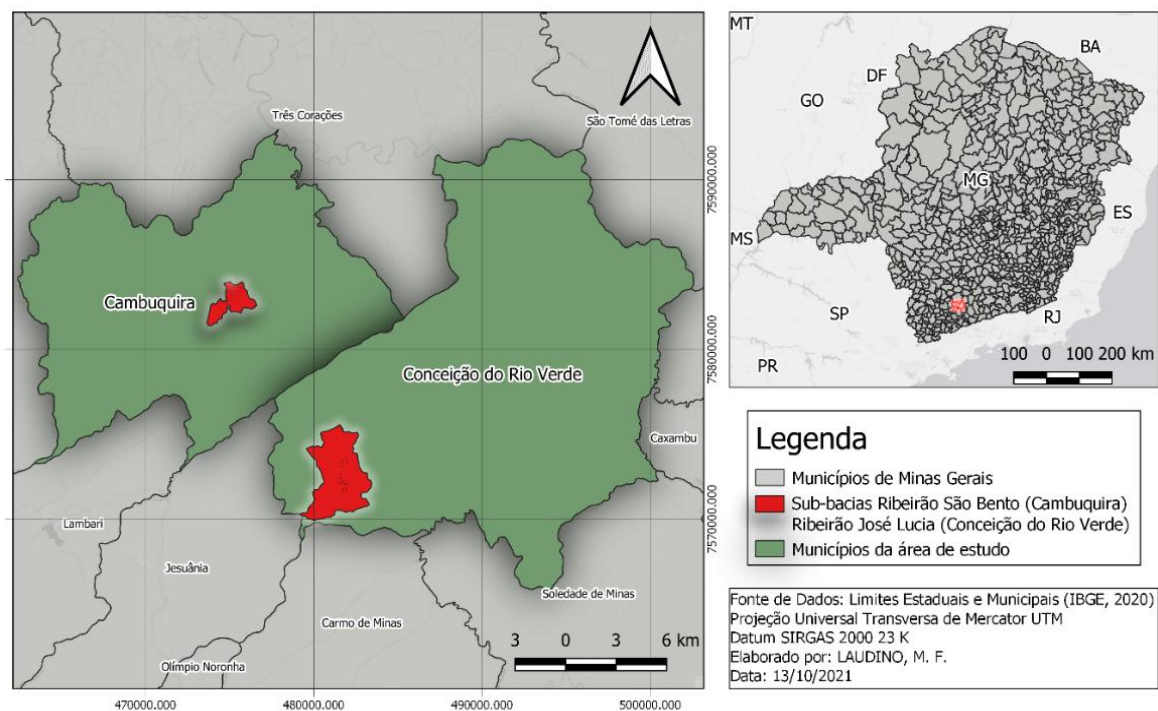 Três Corações
São Tomé das Letras
Cambuquira
Conceição do Rio Verde
Caxambu
Lambari
Jesuânia
Soledade de Minas
Carmo de Minas
Olímpio Noronha
3 0 3 6 km
470000.000 480000.000 490000.000 500000.000
7590000.000
7580000.000
7570000.000
MT
BA
DF
GO
MG
ES
MS
SP
RJ
PR
100 0 100 200 km
Legenda
Municípios de Minas Gerais
Sub-bacias Ribeirão São Bento (Cambuquira)
Ribeirão José Lucia (Conceição do Rio Verde)
Municípios da área de estudo
Fonte de Dados: Limites Estaduais e Municipais (IBGE, 2020)
Projeção Universal Transversa de Mercator UTM
Datum SIRGAS 2000 23 K
Elaborado por: LAUDINO, M. F.
Data: 13/10/2021